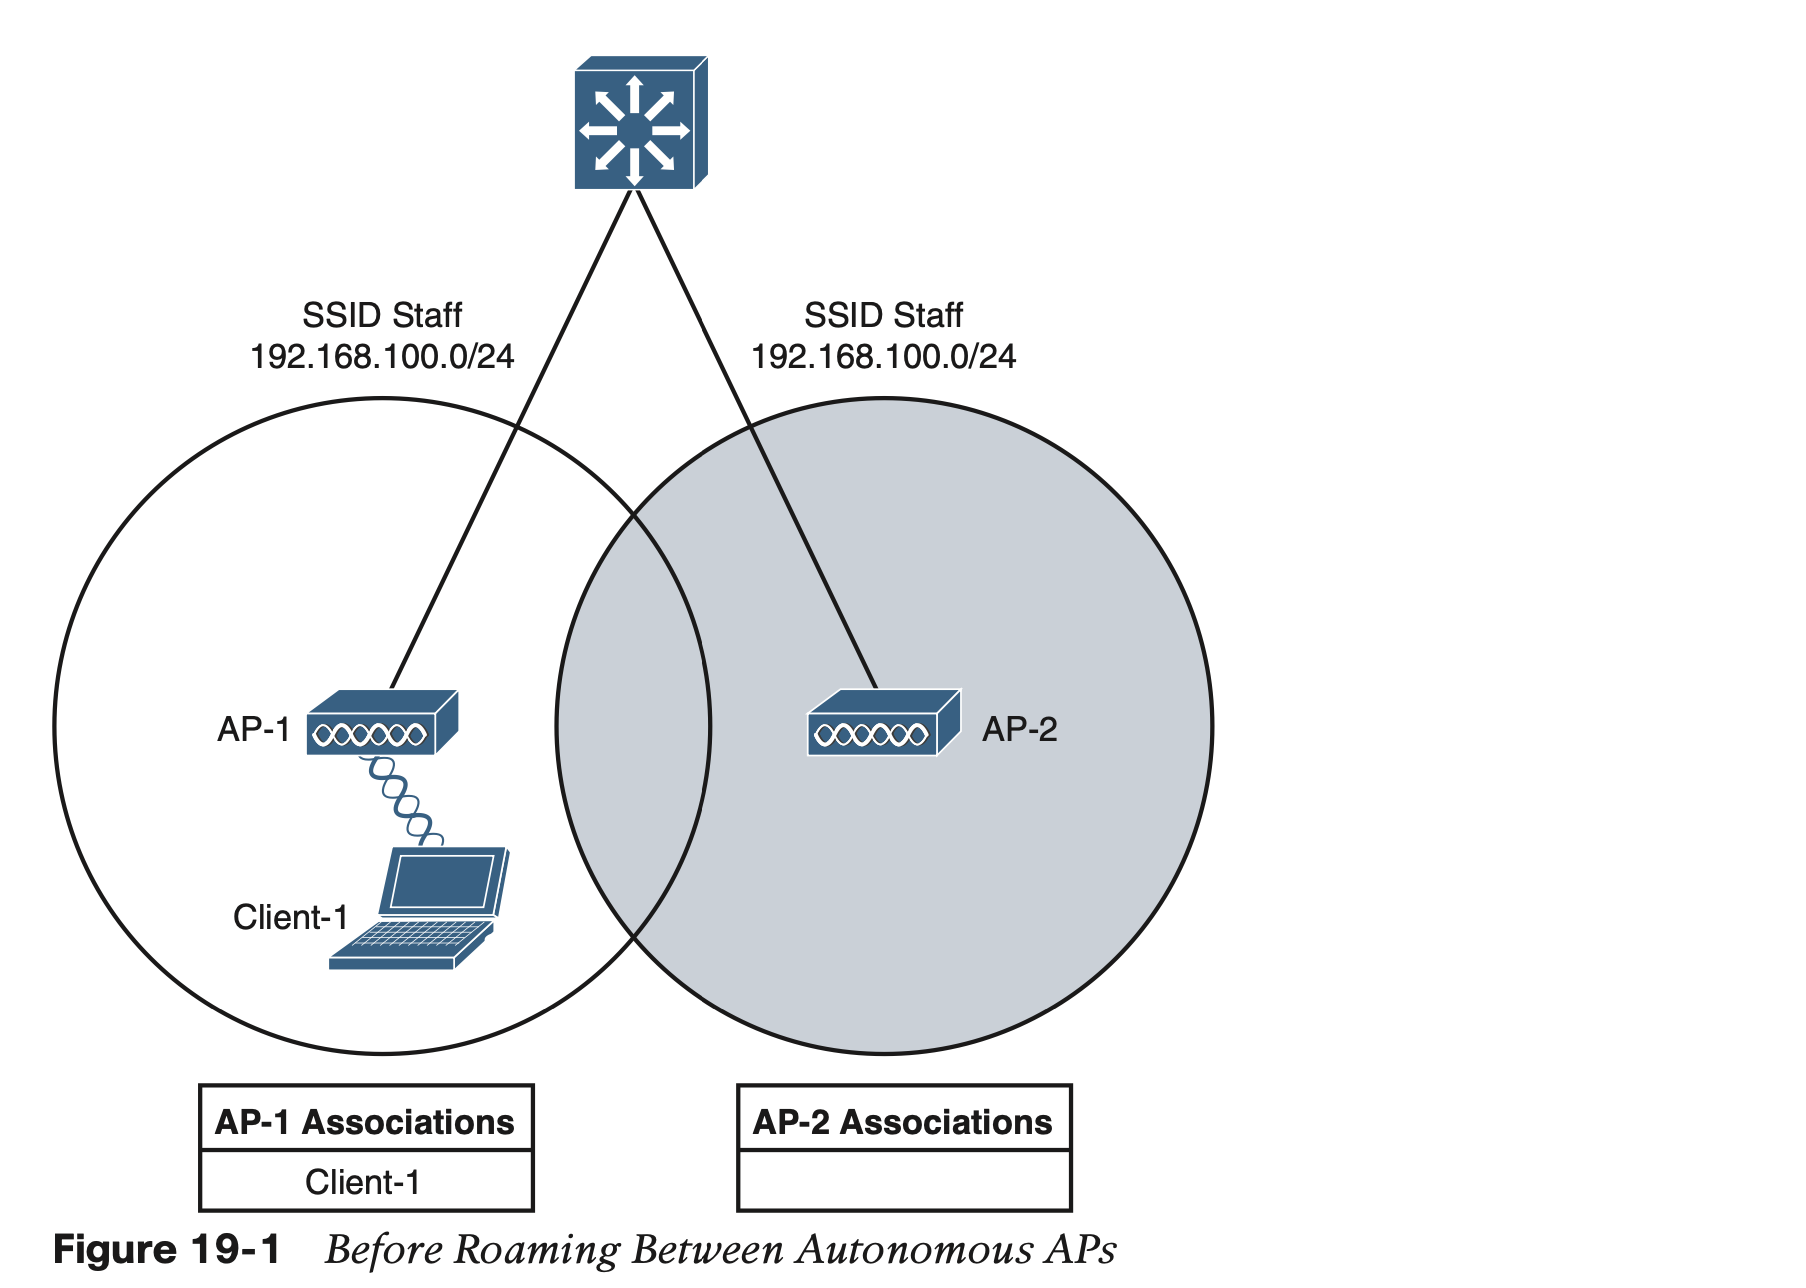 SSID Staff
192.168.100.0/24
SSID Staff
192.168.100.0/24
AP-1
AP-2
Client-1
AP-1 Associations
Client-1
AP-2 Associations
Figure 19-1 Before Roaming Between Autonomous APs